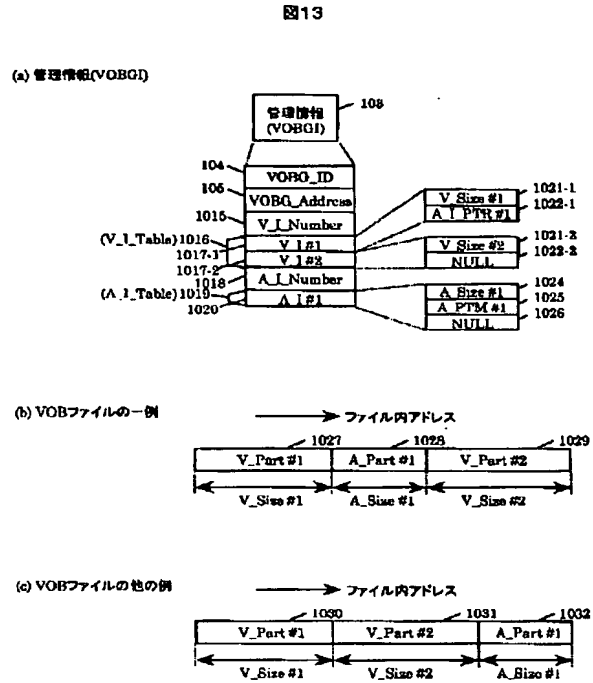 図13
(a) 管理情報(VOBGI)
管理情報
(VOBGI)
103
104
VOBG_ID
105
VOBG_Address
1015
V_I_Number
(V_I_Table) 1016
V_I#1
1017-1
V_I#2
1017-2
A_I_Number
1018
(A_I_Table) 1019
A_I#1
1020
V_Size #1
1021-1
A_I_PTR #1
1022-1
V_Size #2
1021-2
NULL
1022-2
A_Size #1
1024
A_PTM #1
1025
NULL
1026
(b) VOBファイルの一例
ファイル内アドレス
1027
1028
1029
V_Part #1
A_Part #1
V_Part #2
V_Size #1
A_Size #1
V_Size #2
(c) VOBファイルの他の例
ファイル内アドレス
1030
1031
1032
V_Part #1
V_Part #2
A_Part #1
V_Size #1
V_Size #2
A_Size #1